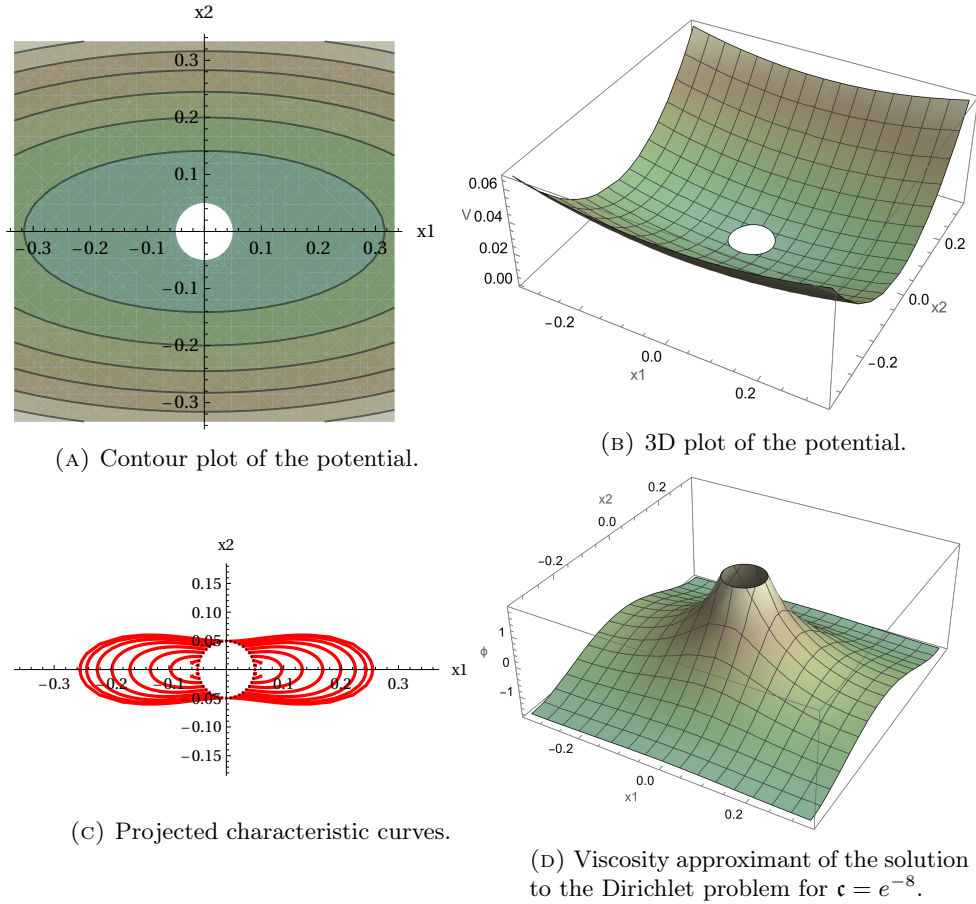 x2
0.3
0.2
0.1
−0.3 −0.2 −0.1 0.1 0.2 0.3 x1
−0.1
−0.2
−0.3
(A) Contour plot of the potential.
0.06
V 0.04
0.02
0.00
−0.2
0.0
x1
0.2
0.2
0.0
x2
−0.2
(B) 3D plot of the potential.
x2
0.15
0.10
0.05
−0.3 0.2 0.1 0.1 0.2 0.3 x1
0.05
−0.10
−0.15
(C) Projected characteristic curves.
0.2
x2
0.0
−0.2
1
ϕ 0
−1
−0.2
0.0
x1
0.2
(D) Viscosity approximant of the solution
to the Dirichlet problem for 𝔠 = e⁻⁸.